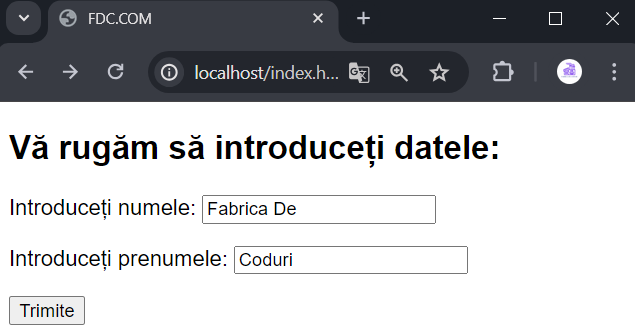 FDC.COM
localhost/index.h...
Vă rugăm să introduceți datele:
Introduceți numele: Fabrica De
Introduceți prenumele: Coduri
Trimite